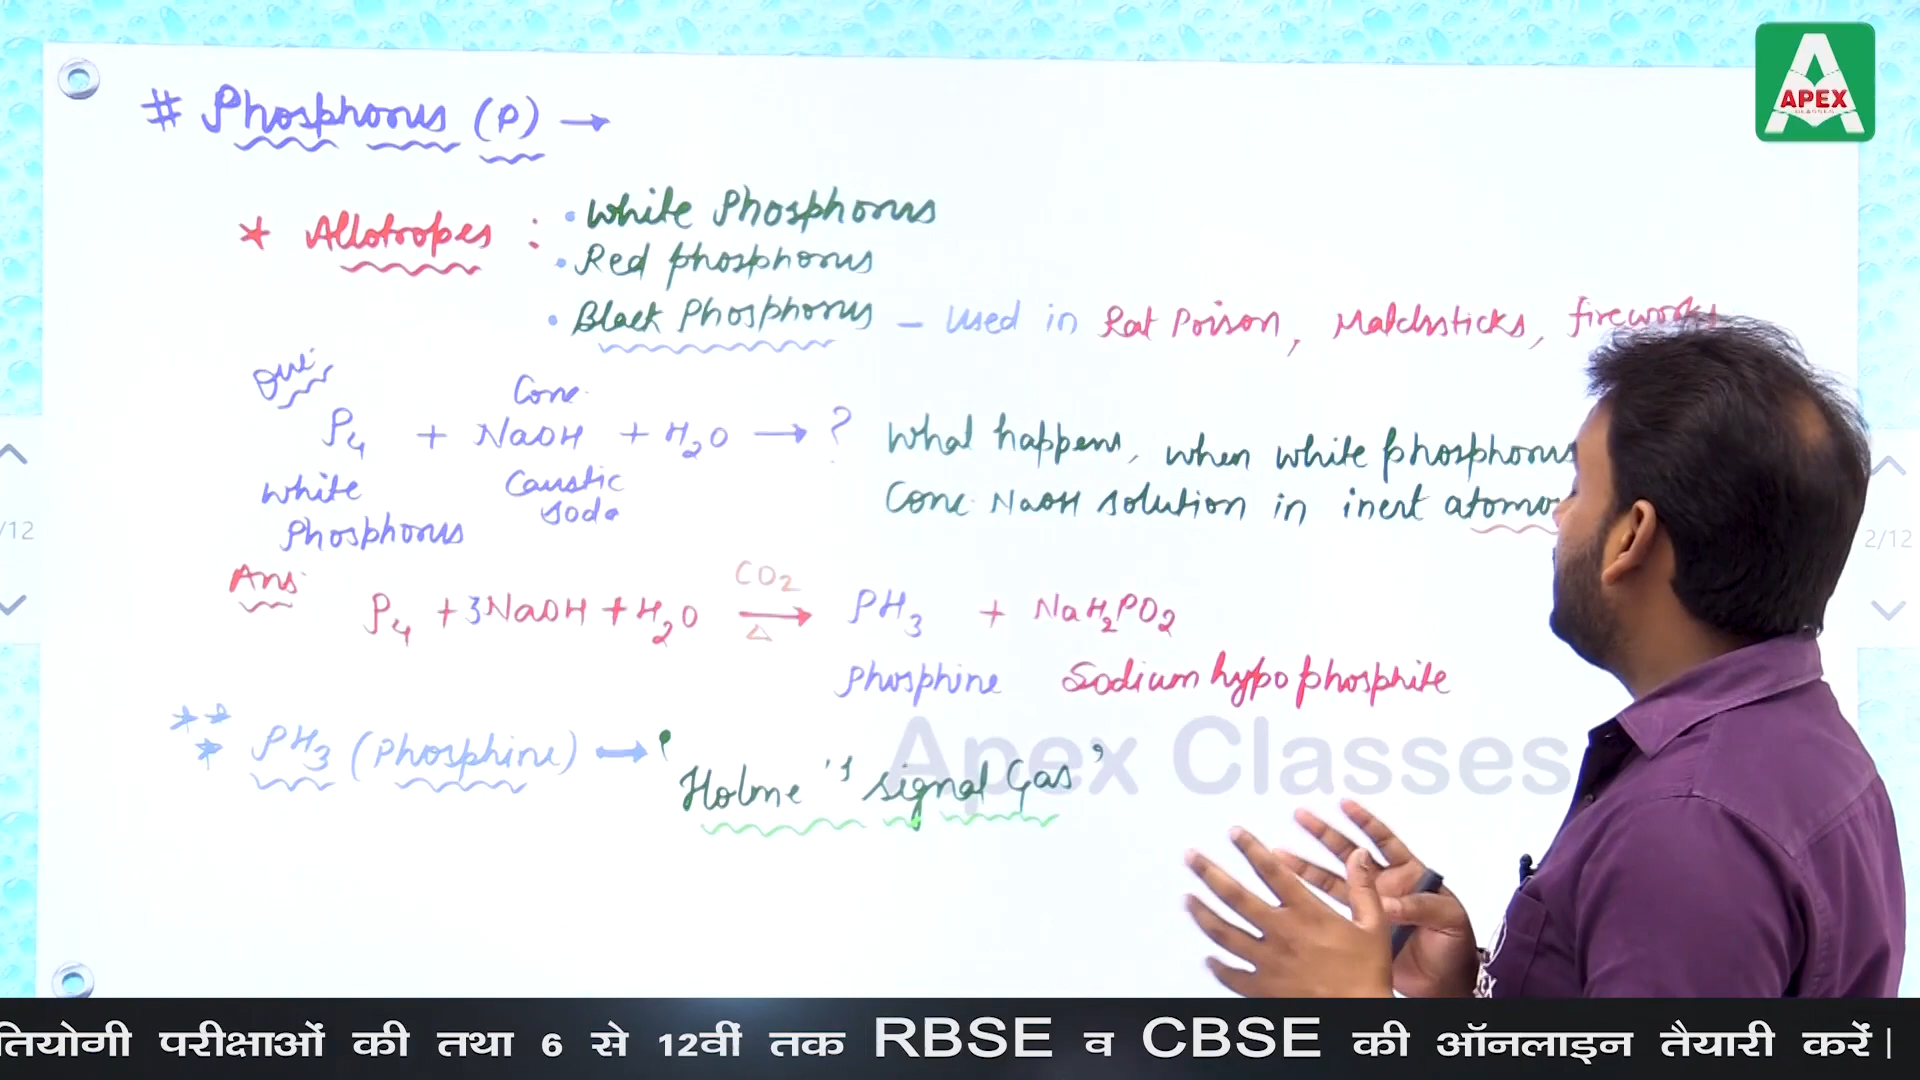 APEX
# Phosphorus (P) →
* Allotropes : • White Phosphorus
• Red phosphorus
• Black Phosphorus – Used in Rat Poison, Matchsticks, fireworks
Que:
P₄ + Conc. NaOH + H₂O → ?
White Phosphorus
Caustic soda
What happens, when white phosphorus
Conc. NaOH solution in inert
Ans:
P₄ + 3NaOH + H₂O CO₂ → Δ PH₃ + NaH₂PO₂
Phosphine Sodium hypo phosphite
*** PH₃ (Phosphine) → ' Holme's signal Gas '
Apex Classes
2/12
तियोगी परीक्षाओं की तथा 6 से 12वीं तक RBSE व CBSE की ऑनलाइन तैयारी करें |